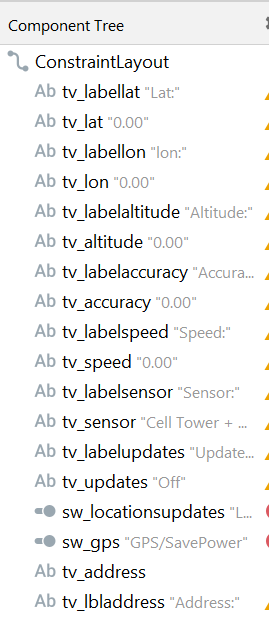 Component Tree
ConstraintLayout
Ab tv_labellat "Lat:"
Ab tv_lat "0.00"
Ab tv_labellon "lon:"
Ab tv_lon "0.00"
Ab tv_labelaltitude "Altitude:"
Ab tv_altitude "0.00"
Ab tv_labelaccuracy "Accura...
Ab tv_accuracy "0.00"
Ab tv_labelspeed "Speed:"
Ab tv_speed "0.00"
Ab tv_labelsensor "Sensor:"
Ab tv_sensor "Cell Tower + ...
Ab tv_labelupdates "Update...
Ab tv_updates "Off"
sw_locationsupdates "L...
sw_gps "GPS/SavePower"
Ab tv_address
Ab tv_lbladdress "Address:"